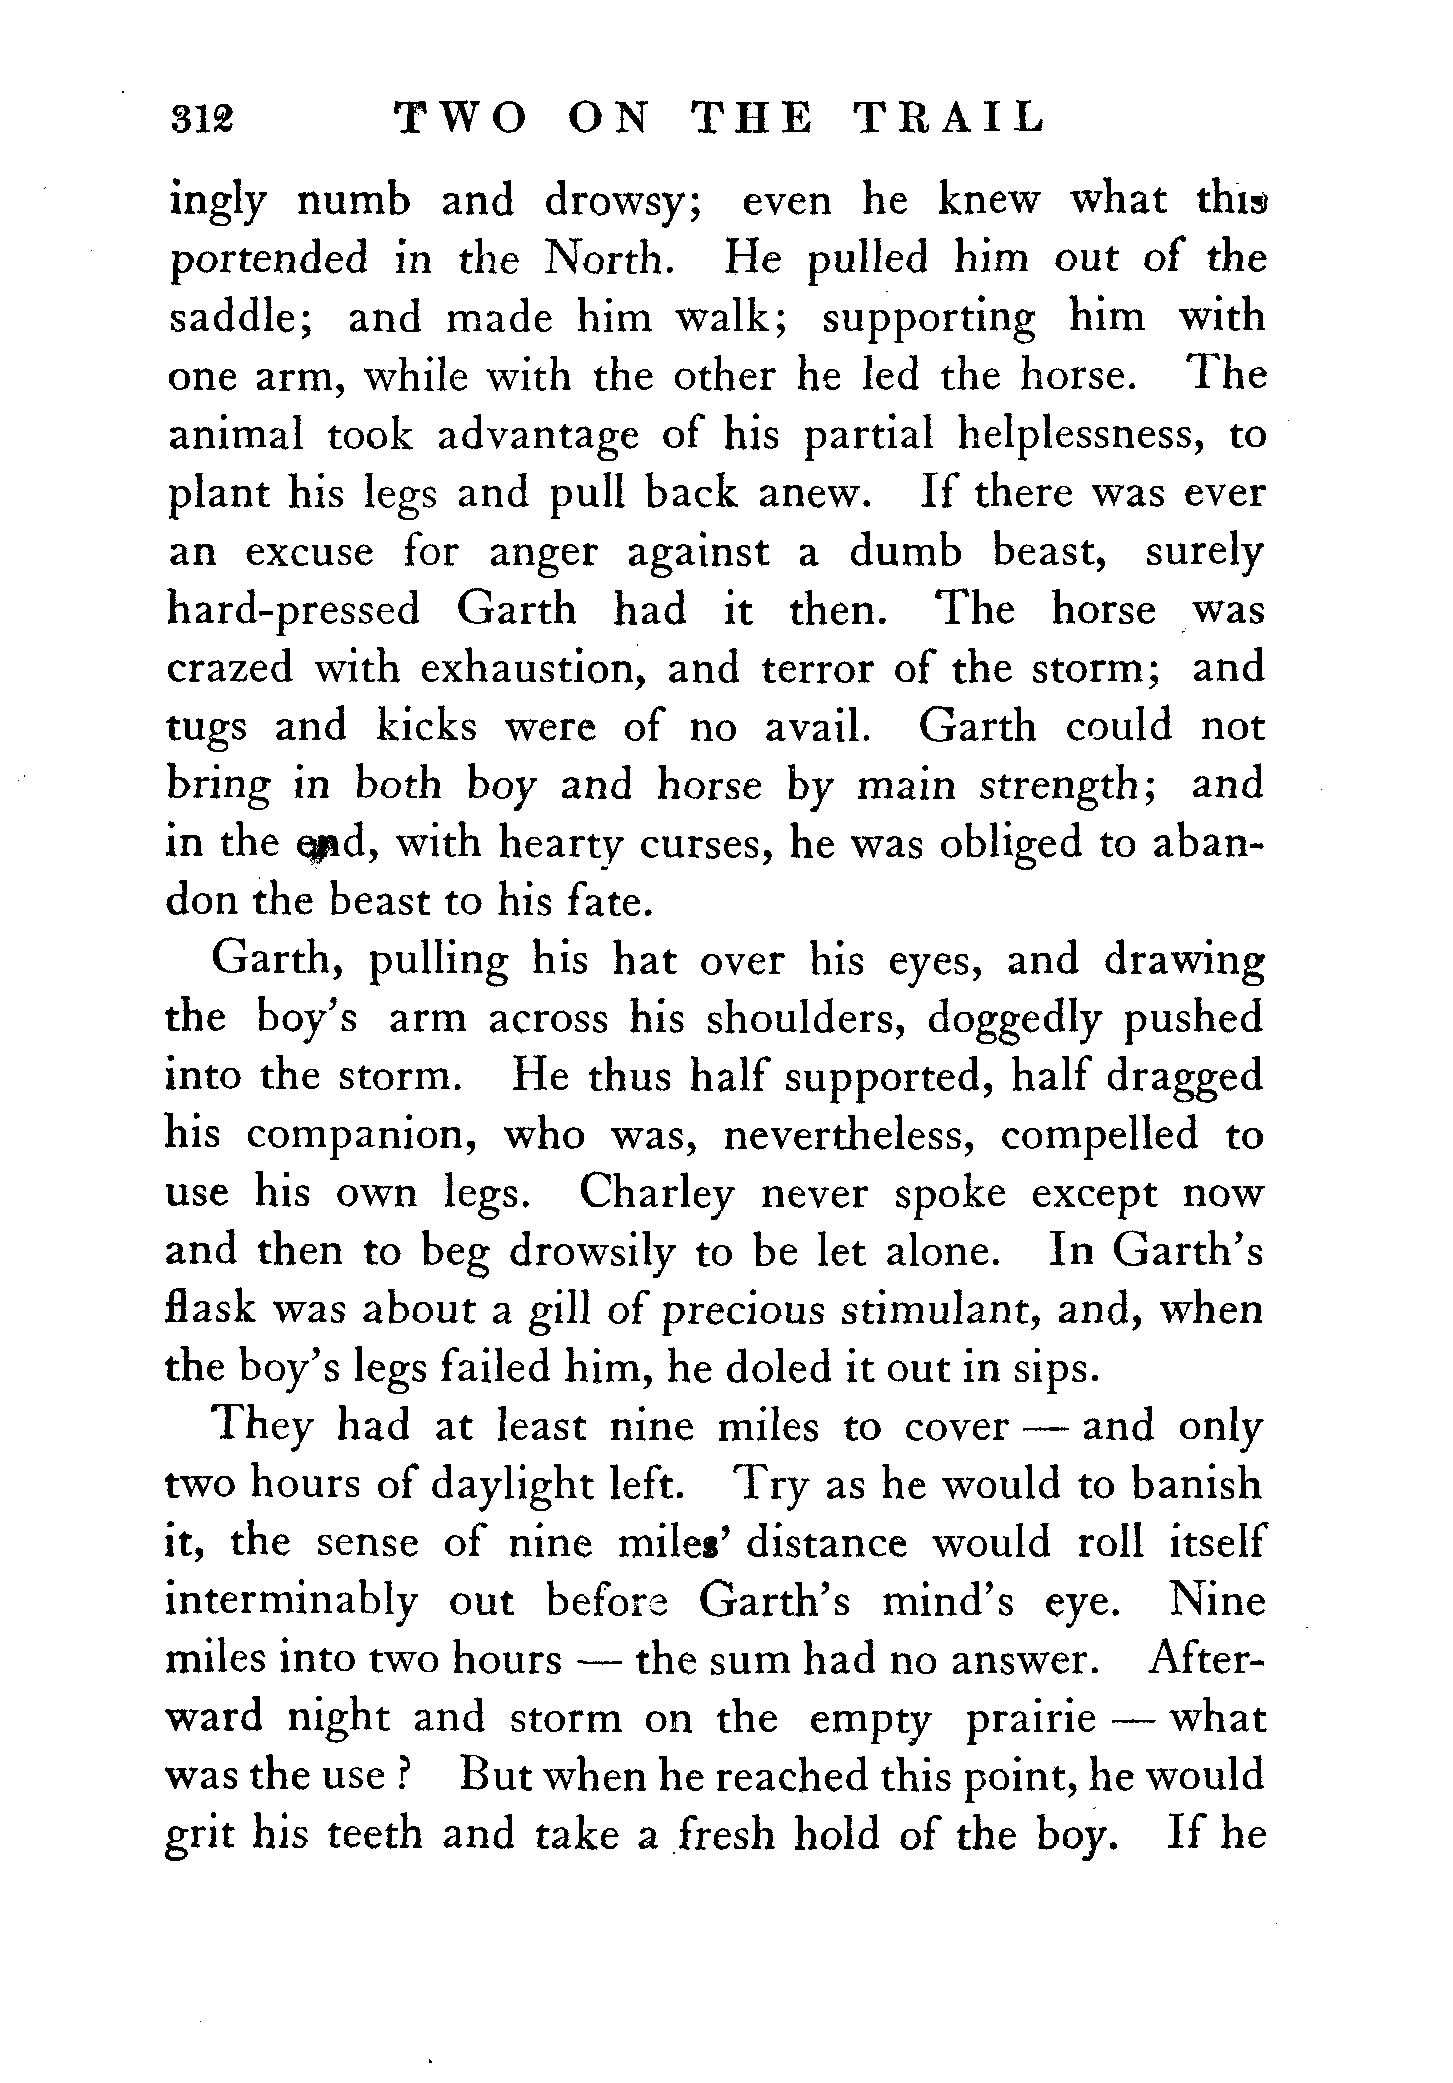 312 TWO ON THE TRAIL
ingly numb and drowsy; even he knew what this
portended in the North. He pulled him out of the
saddle; and made him walk; supporting him with
one arm, while with the other he led the horse. The
animal took advantage of his partial helplessness, to
plant his legs and pull back anew. If there was ever
an excuse for anger against a dumb beast, surely
hard-pressed Garth had it then. The horse was
crazed with exhaustion, and terror of the storm; and
tugs and kicks were of no avail. Garth could not
bring in both boy and horse by main strength; and
in the end, with hearty curses, he was obliged to aban-
don the beast to his fate.
Garth, pulling his hat over his eyes, and drawing
the boy's arm across his shoulders, doggedly pushed
into the storm. He thus half supported, half dragged
his companion, who was, nevertheless, compelled to
use his own legs. Charley never spoke except now
and then to beg drowsily to be let alone. In Garth's
flask was about a gill of precious stimulant, and, when
the boy's legs failed him, he doled it out in sips.
They had at least nine miles to cover — and only
two hours of daylight left. Try as he would to banish
it, the sense of nine miles' distance would roll itself
interminably out before Garth's mind's eye. Nine
miles into two hours — the sum had no answer. After-
ward night and storm on the empty prairie — what
was the use? But when he reached this point, he would
grit his teeth and take a fresh hold of the boy. If he